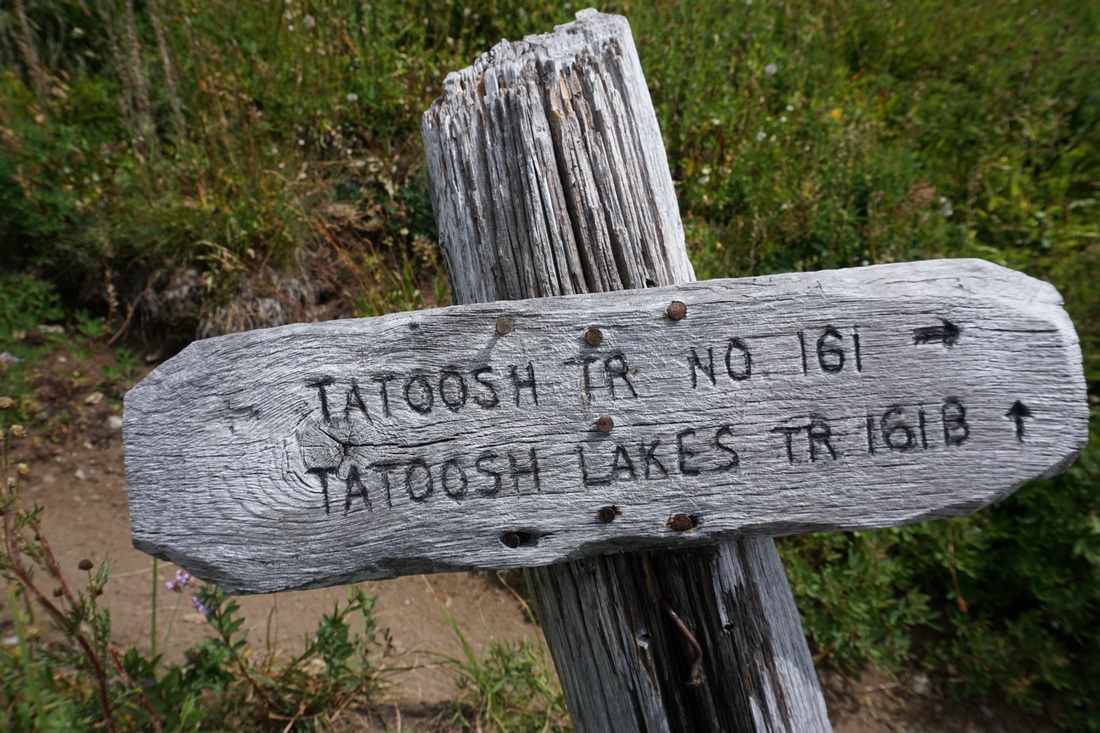 TATOOSH TR NO. 161 →
TATOOSH LAKES TR 161B ↑